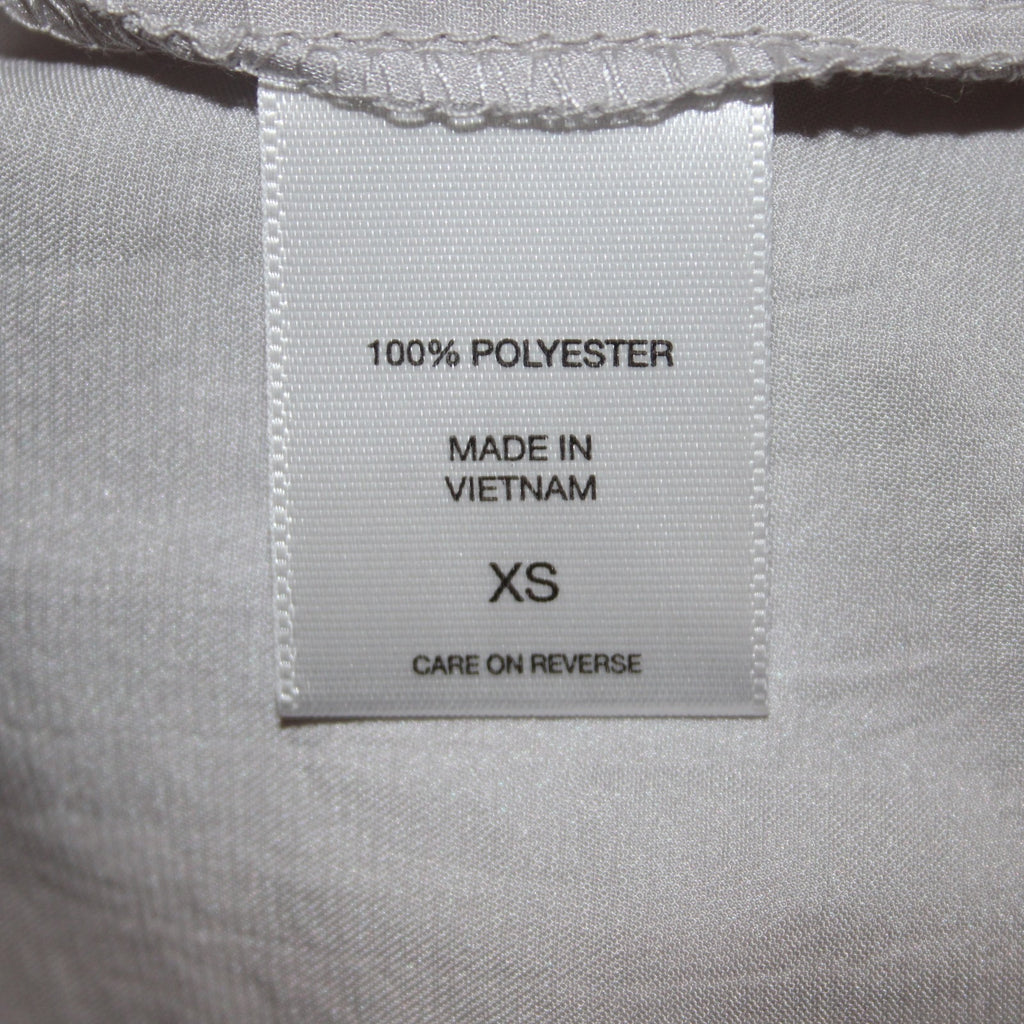 100% POLYESTER
MADE IN
VIETNAM
XS
CARE ON REVERSE